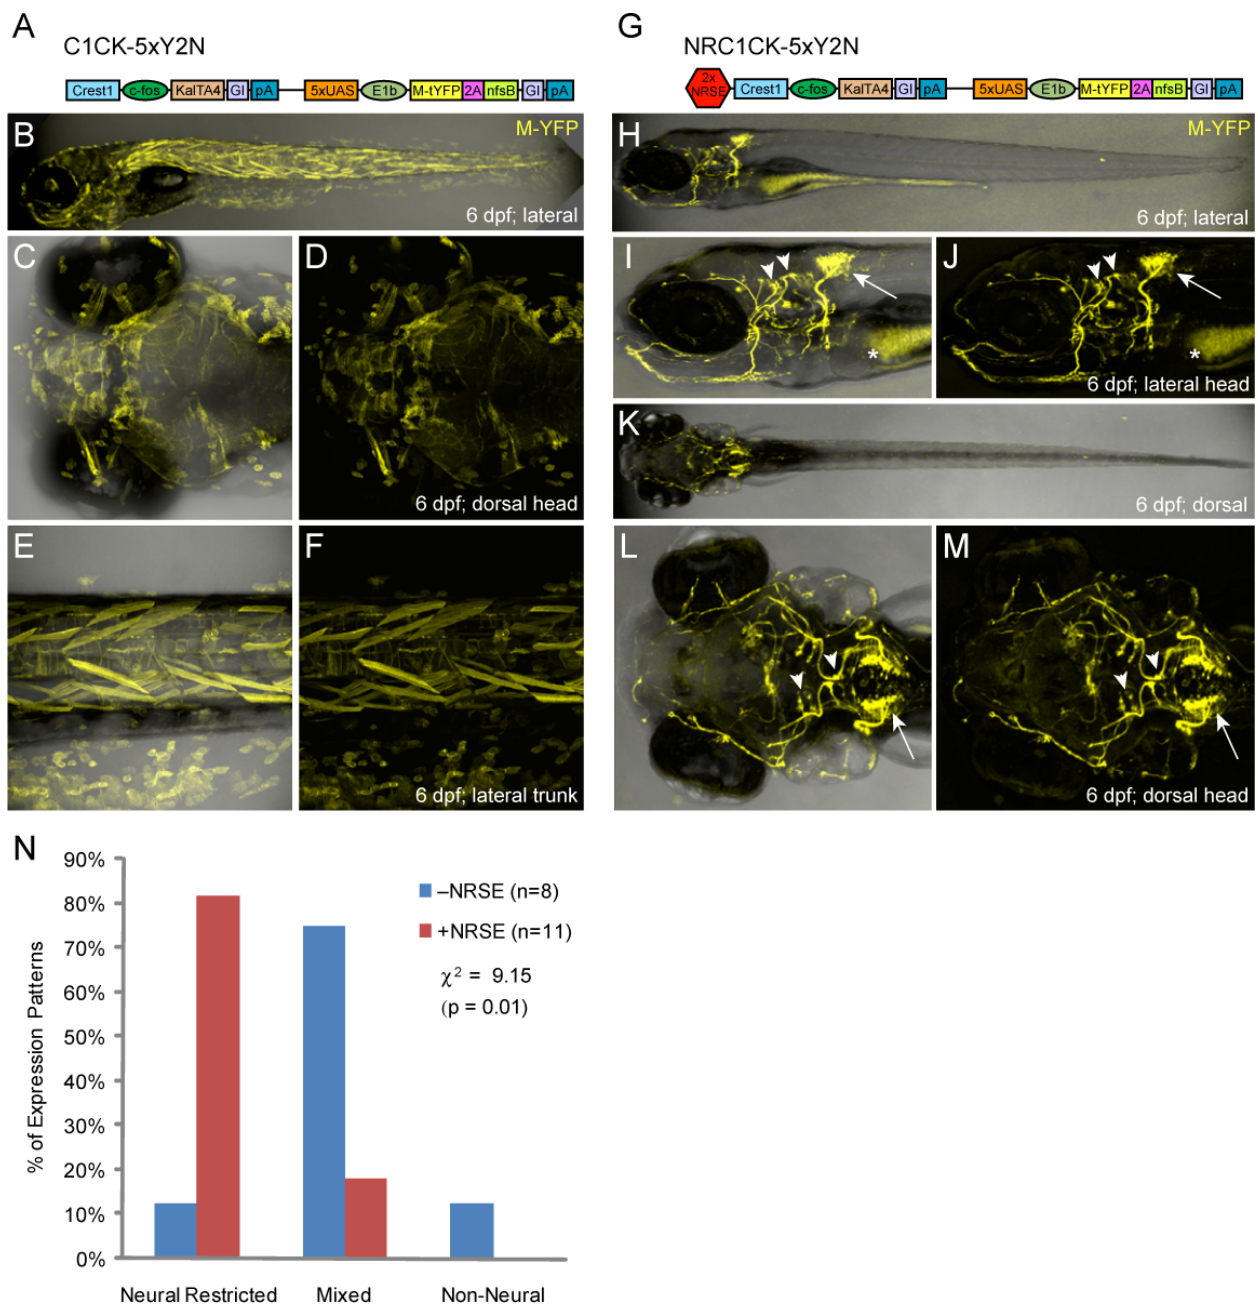 A
C1CK-5xY2N
Crest1 c-fos KalTA4 GI pA 5xUAS E1b M-tYFP 2A nfsB GI pA
B
M-YFP
6 dpf; lateral
C
D
6 dpf; dorsal head
E
F
6 dpf; lateral trunk
G
NRC1CK-5xY2N
2x
NRSE
Crest1 c-fos KalTA4 GI pA 5xUAS E1b M-tYFP 2A nfsB GI pA
H
M-YFP
6 dpf; lateral
I
*
J
*
6 dpf; lateral head
K
6 dpf; dorsal
L
M
6 dpf; dorsal head
N
% of Expression Patterns
90%
80%
70%
60%
50%
40%
30%
20%
10%
0%
–NRSE (n=8)
+NRSE (n=11)
χ² = 9.15
(p = 0.01)
Neural Restricted
Mixed
Non-Neural